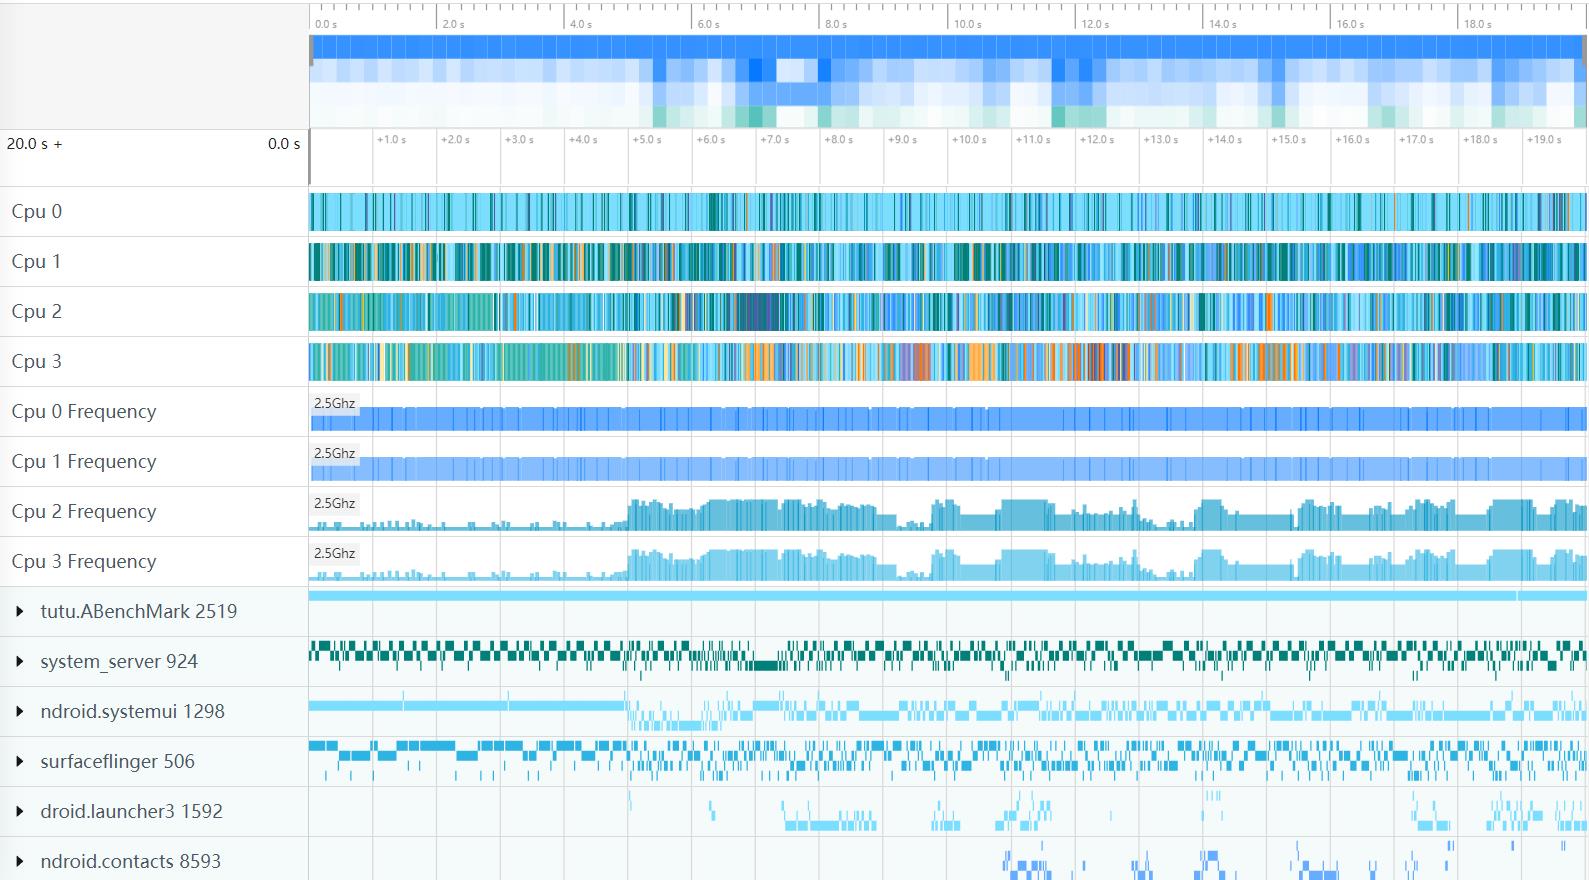 0.0 s 2.0 s 4.0 s 6.0 s 8.0 s 10.0 s 12.0 s 14.0 s 16.0 s 18.0 s
20.0 s + 0.0 s +1.0 s +2.0 s +3.0 s +4.0 s +5.0 s +6.0 s +7.0 s +8.0 s +9.0 s +10.0 s +11.0 s +12.0 s +13.0 s +14.0 s +15.0 s +16.0 s +17.0 s +18.0 s +19.0 s
Cpu 0
Cpu 1
Cpu 2
Cpu 3
Cpu 0 Frequency 2.5Ghz
Cpu 1 Frequency 2.5Ghz
Cpu 2 Frequency 2.5Ghz
Cpu 3 Frequency 2.5Ghz
tutu.ABenchMark 2519
system_server 924
ndroid.systemui 1298
surfaceflinger 506
droid.launcher3 1592
ndroid.contacts 8593